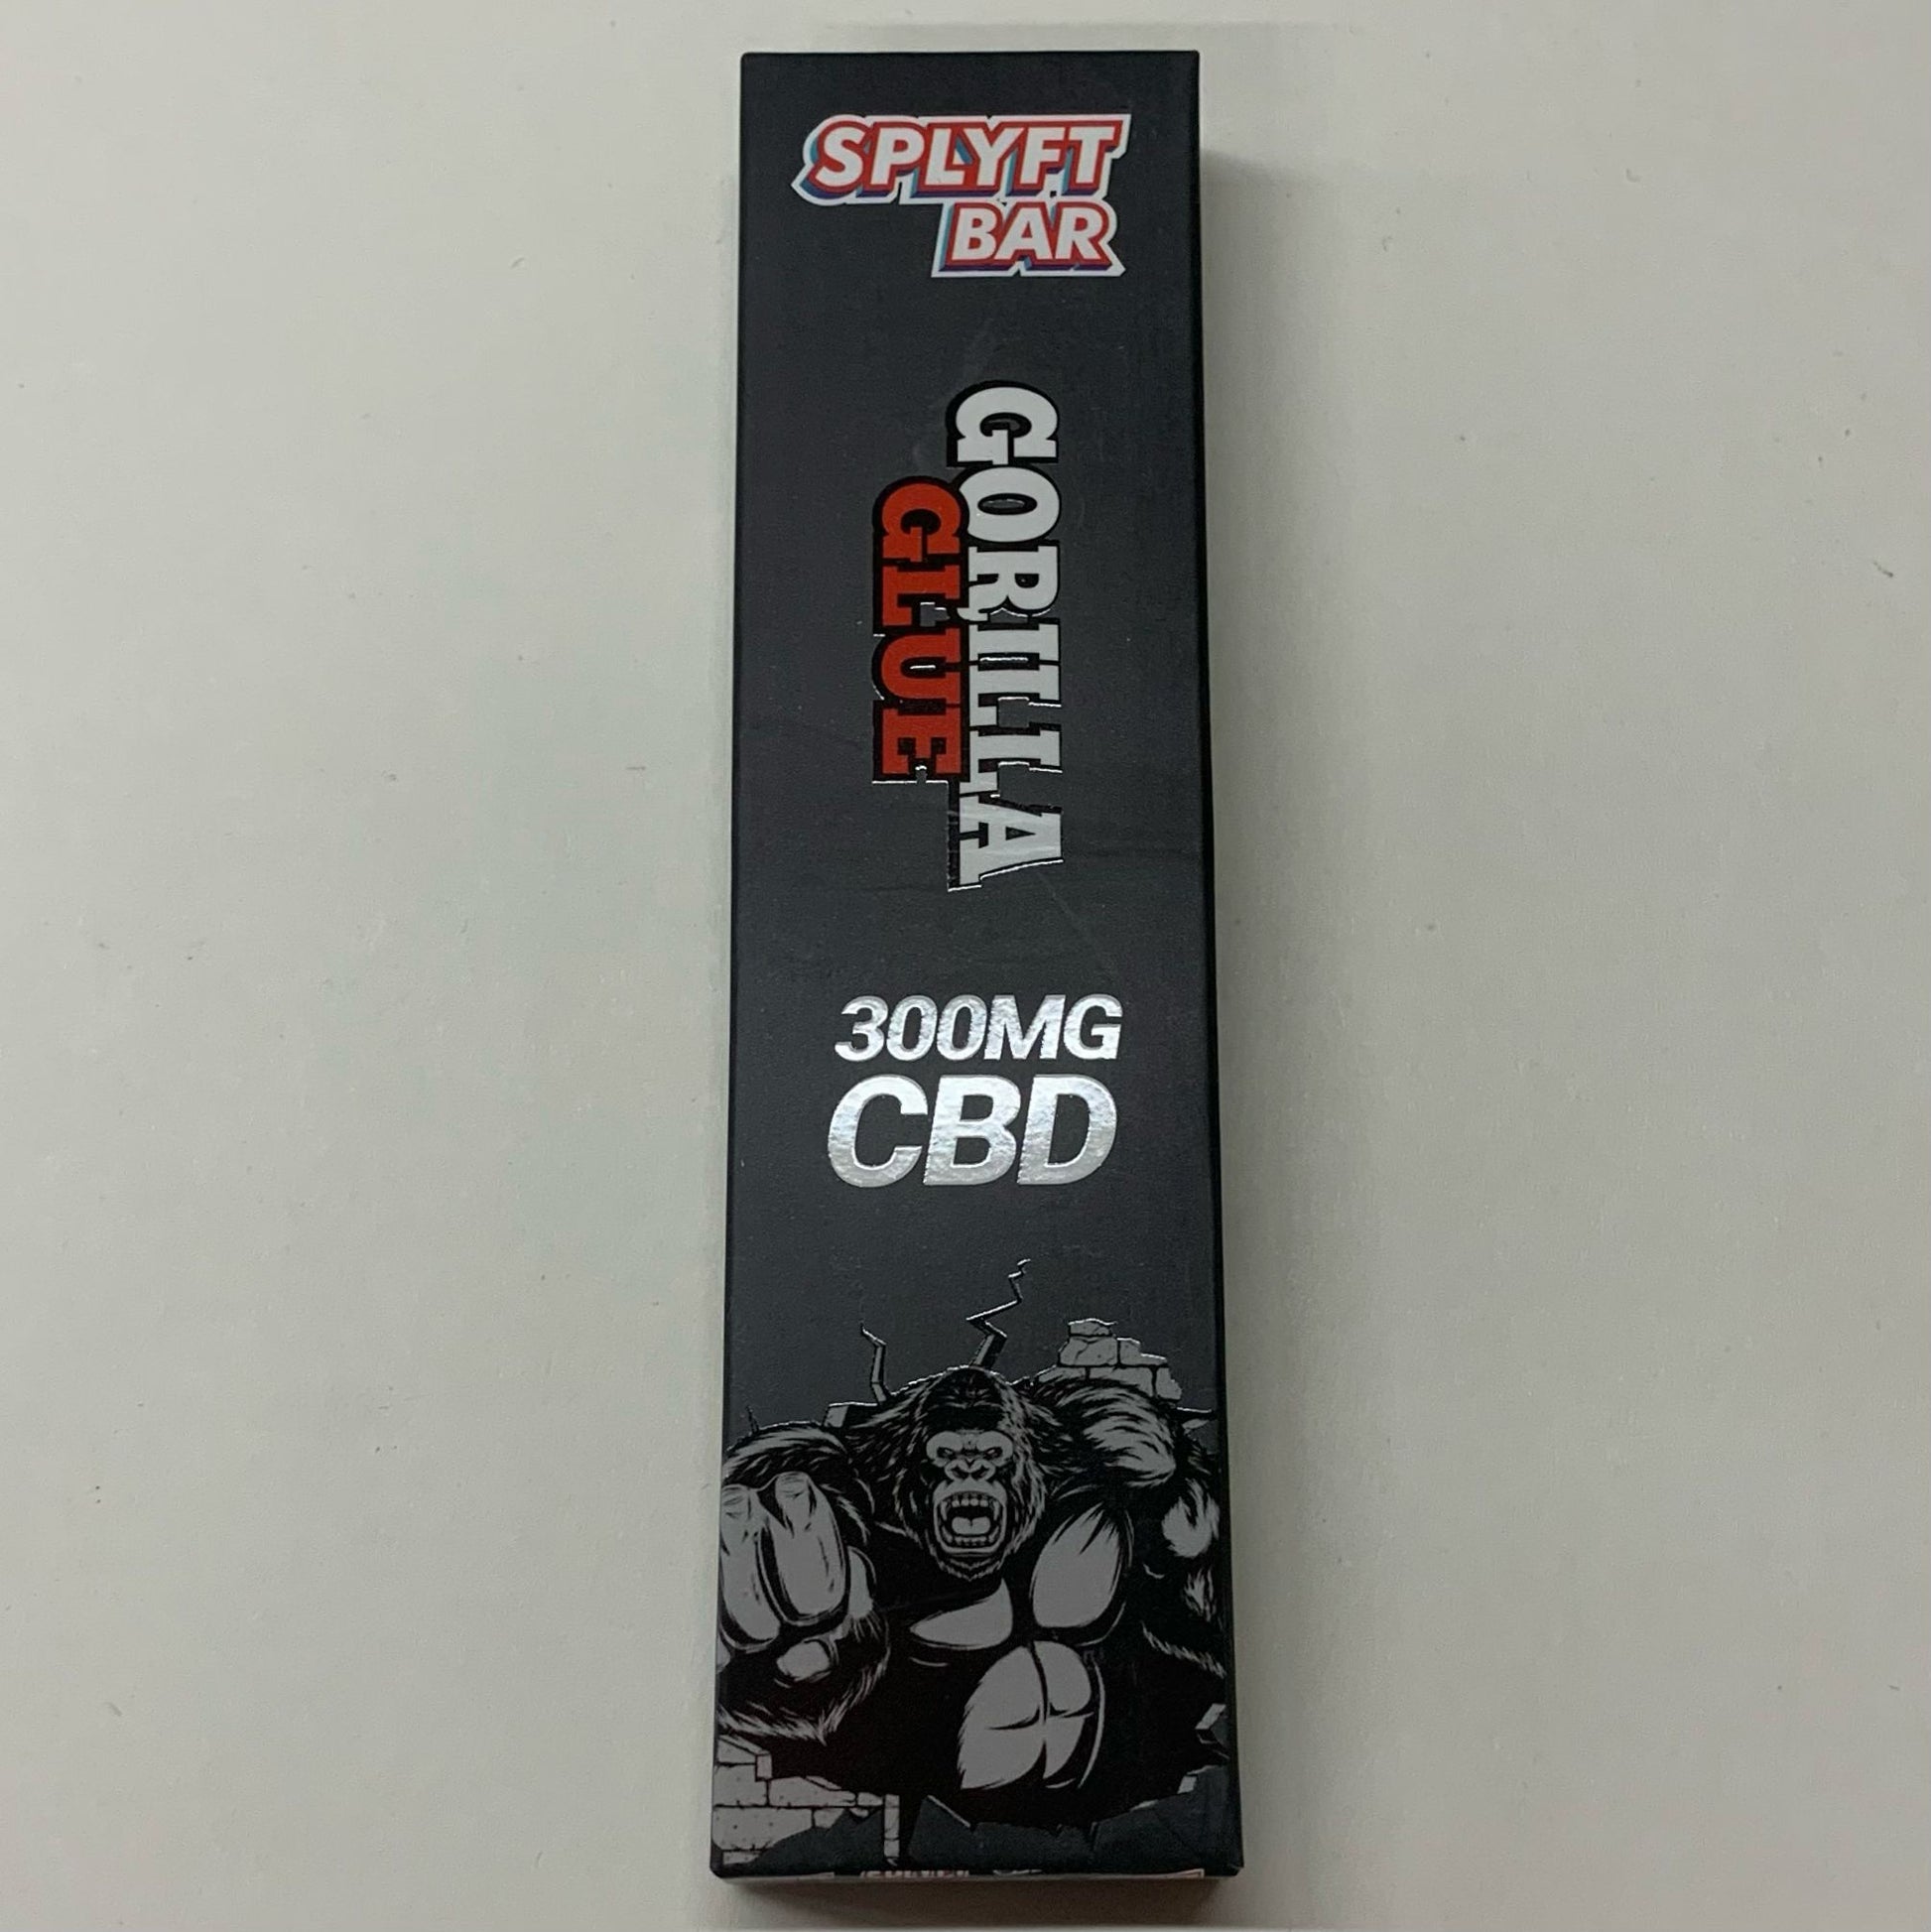 SPLYFT
BAR
GORILLA
GLUE
300MG
CBD